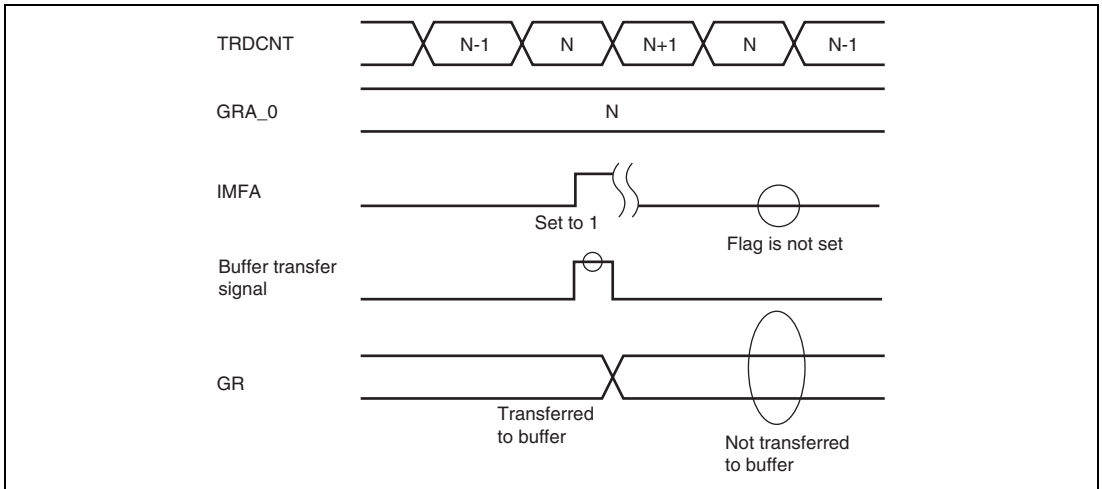 TRDCNT
N-1 N N+1 N N-1
GRA_0
N
IMFA
Set to 1
Flag is not set
Buffer transfer
signal
GR
Transferred
to buffer
Not transferred
to buffer